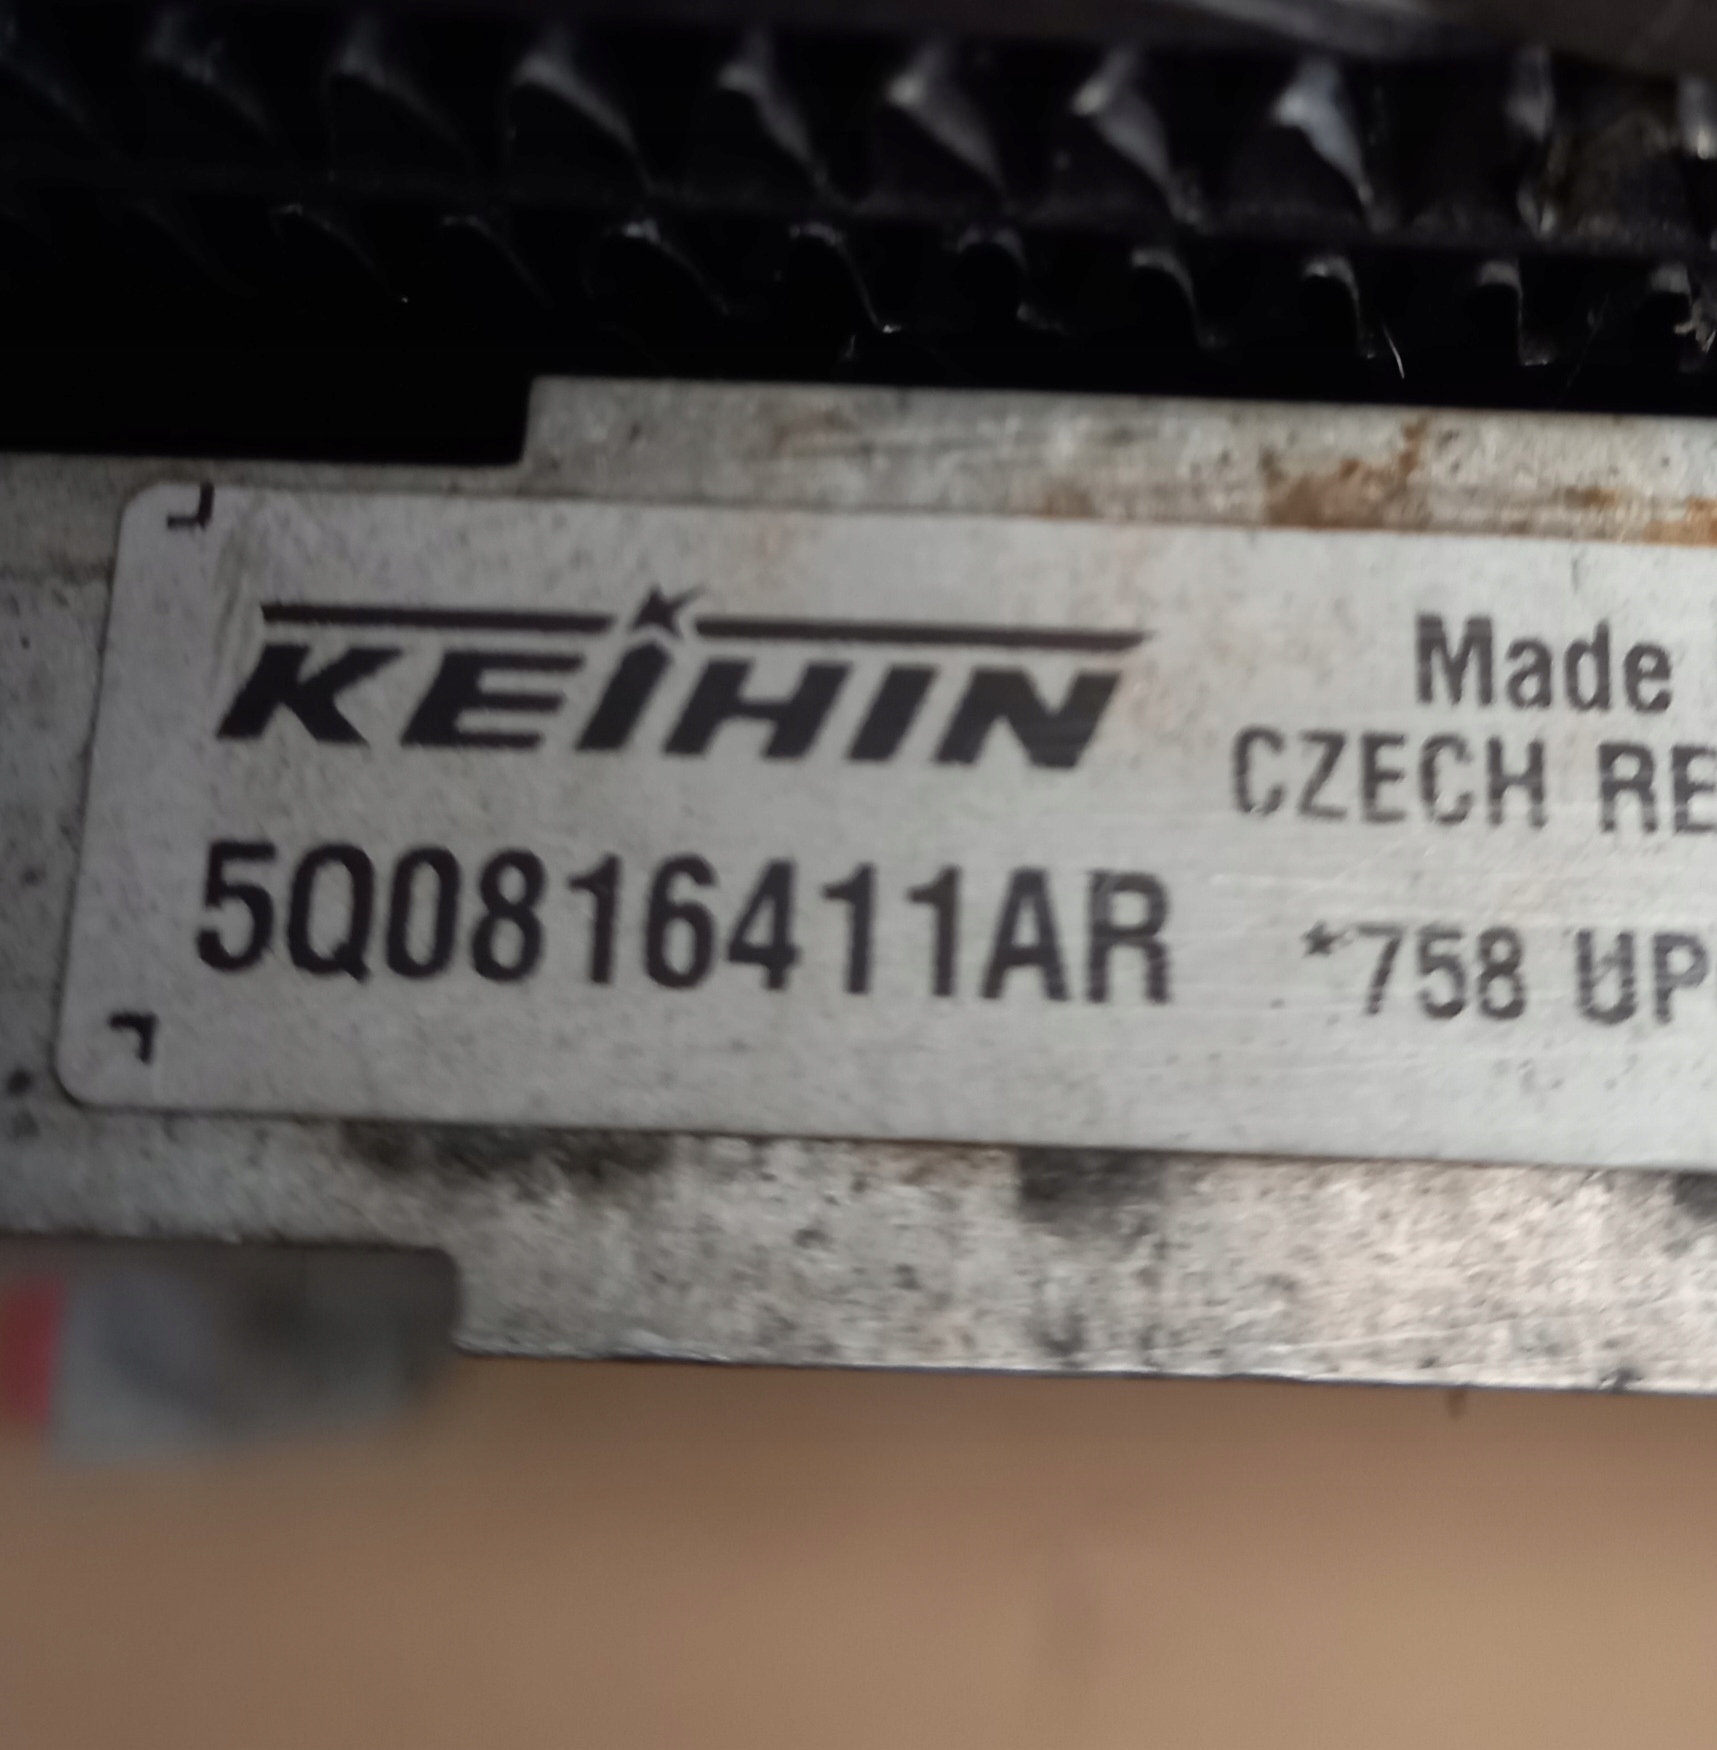 KEIHIN
Made
CZECH RE
5Q0816411AR
*758 UP